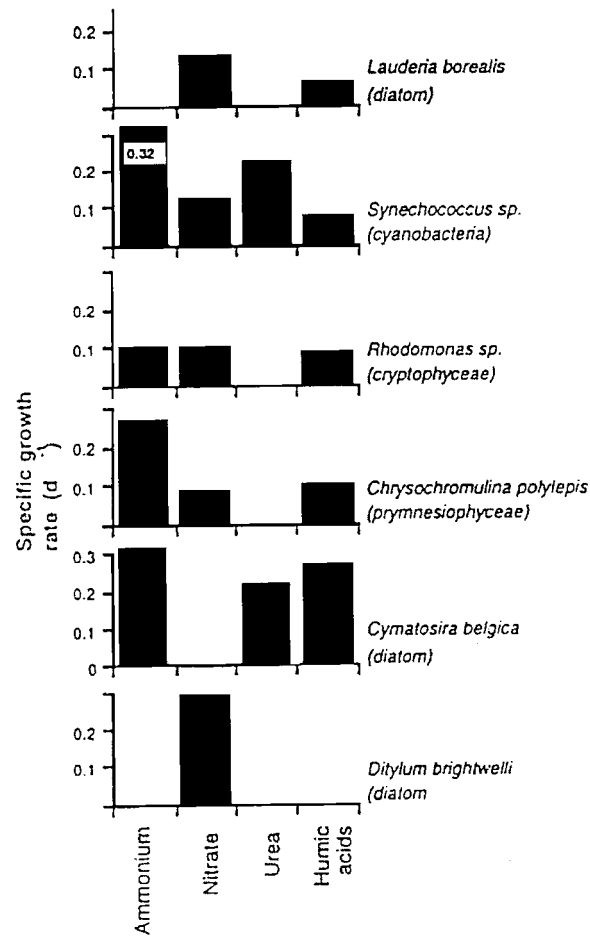 0.2
0.1
Lauderia borealis
(diatom)
0.32
0.2
0.1
Synechococcus sp.
(cyanobacteria)
0.2
0.1
Rhodomonas sp.
(cryptophyceae)
0.2
0.1
Chrysochromulina polylepis
(prymnesiophyceae)
0.3
0.2
0.1
0
Cymatosira belgica
(diatom)
0.2
0.1
Ditylum brightwelli
(diatom
Specific growth
rate (d )
Ammonium
Nitrate
Urea
Humic
acids